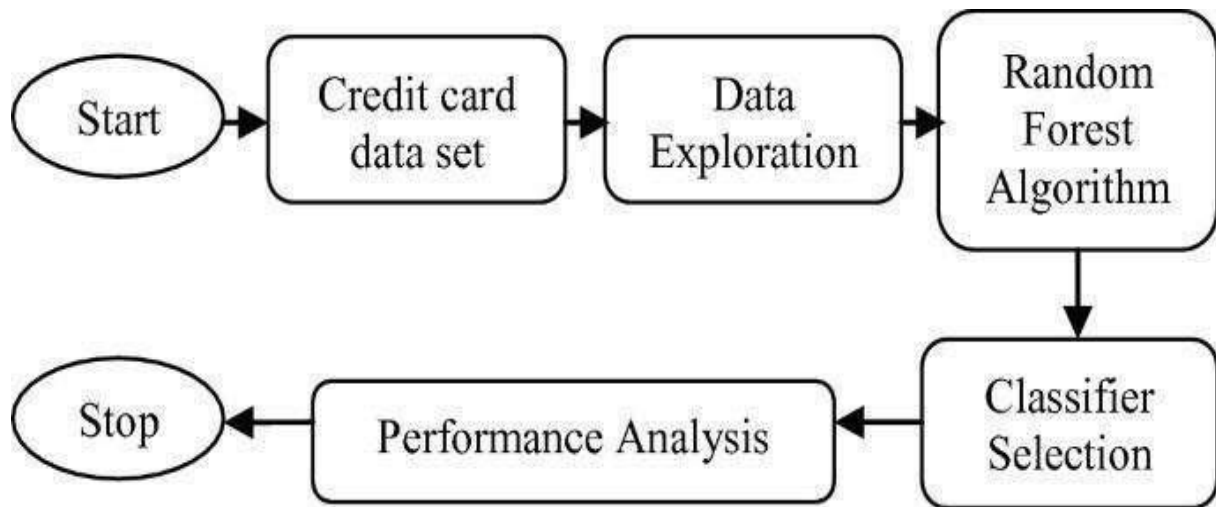 Start
Credit card
data set
Data
Exploration
Random
Forest
Algorithm
Classifier
Selection
Performance Analysis
Stop